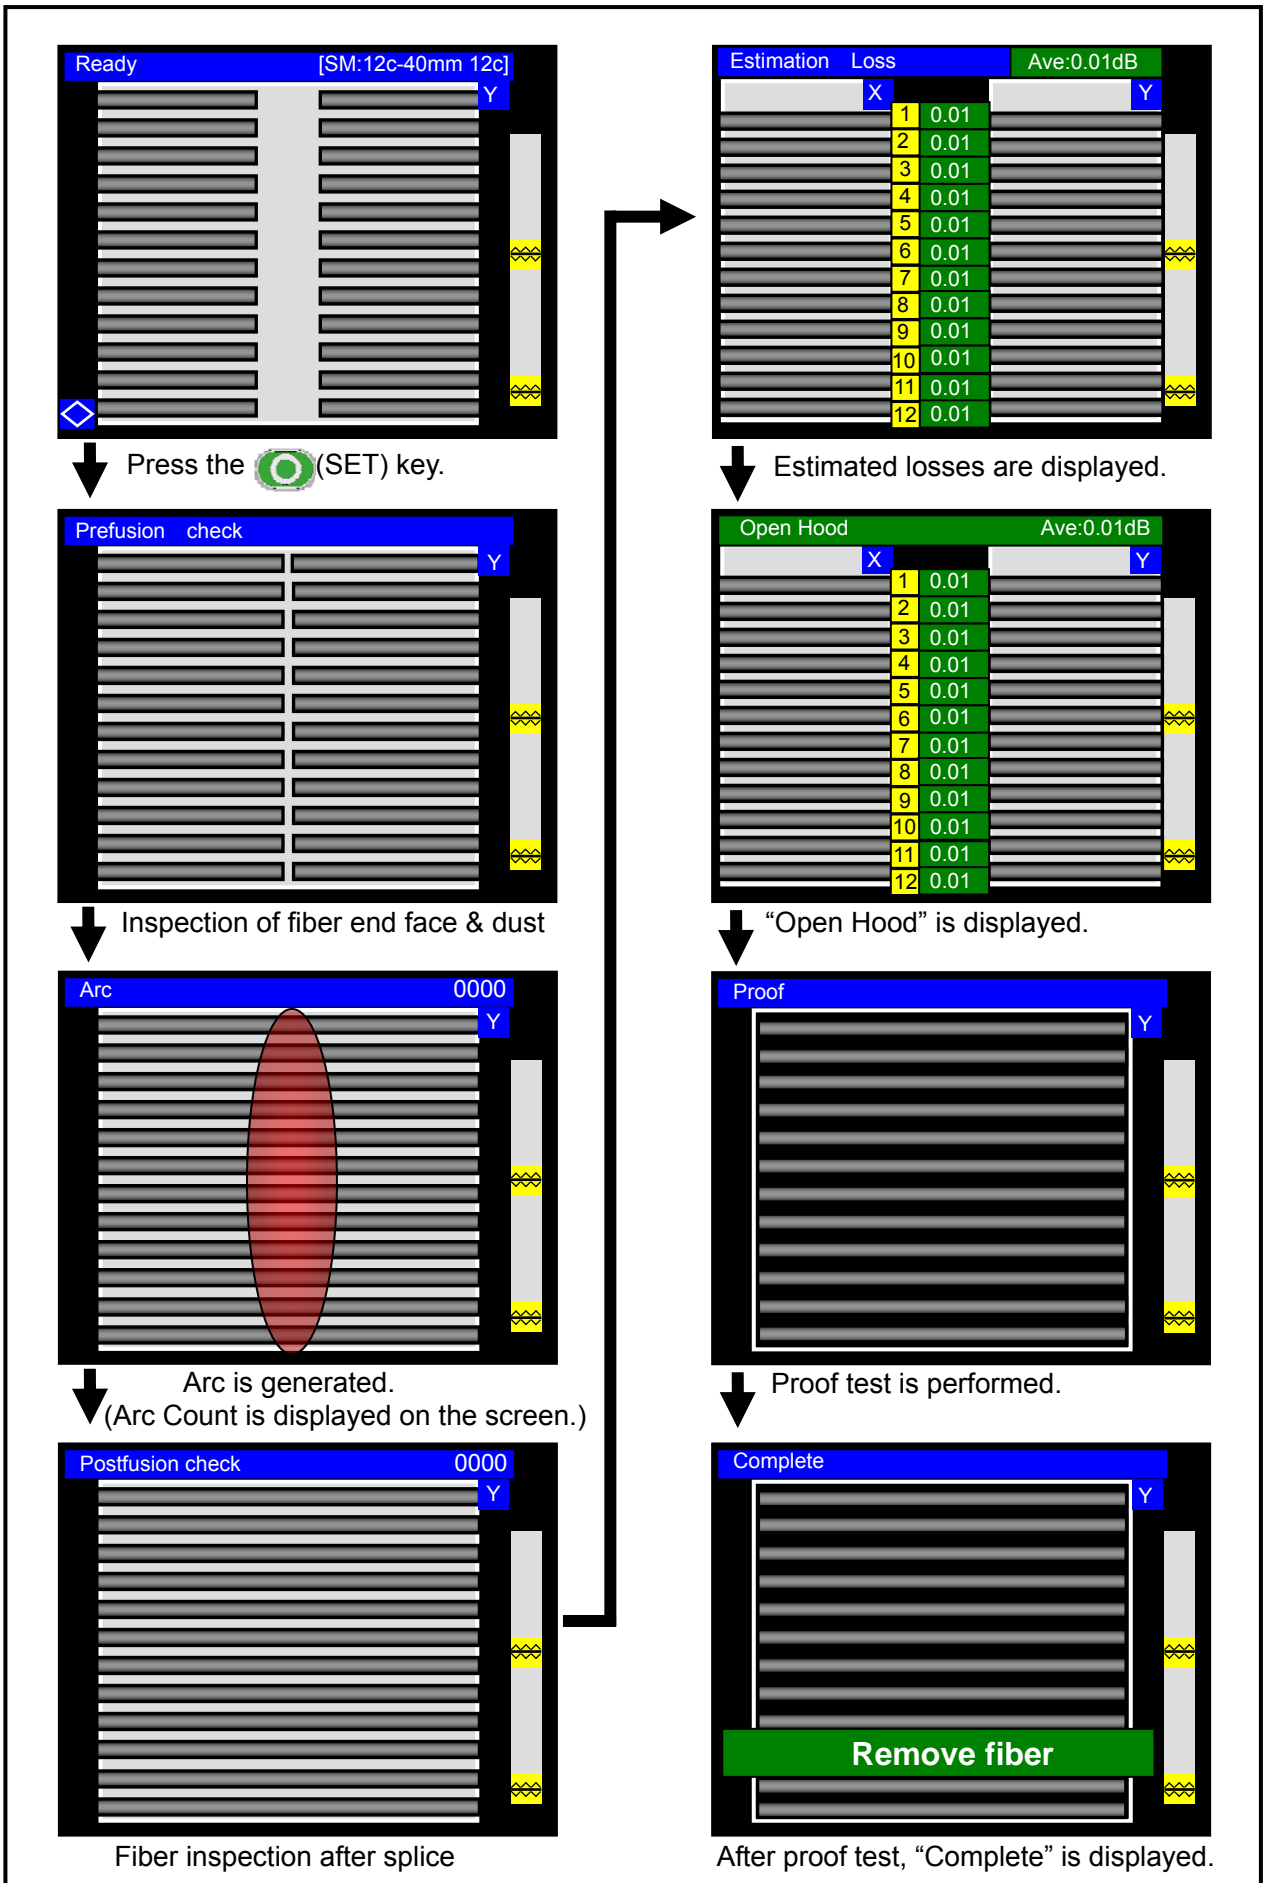 Ready [SM:12c-40mm 12c]
Y
Press the (SET) key.
Prefusion check
Y
Inspection of fiber end face & dust
Arc 0000
Y
Arc is generated.
(Arc Count is displayed on the screen.)
Postfusion check 0000
Y
Fiber inspection after splice
Estimation Loss Ave:0.01dB
X Y
1 0.01
2 0.01
3 0.01
4 0.01
5 0.01
6 0.01
7 0.01
8 0.01
9 0.01
10 0.01
11 0.01
12 0.01
Estimated losses are displayed.
Open Hood Ave:0.01dB
X Y
1 0.01
2 0.01
3 0.01
4 0.01
5 0.01
6 0.01
7 0.01
8 0.01
9 0.01
10 0.01
11 0.01
12 0.01
“Open Hood” is displayed.
Proof
Y
Proof test is performed.
Complete
Y
Remove fiber
After proof test, “Complete” is displayed.